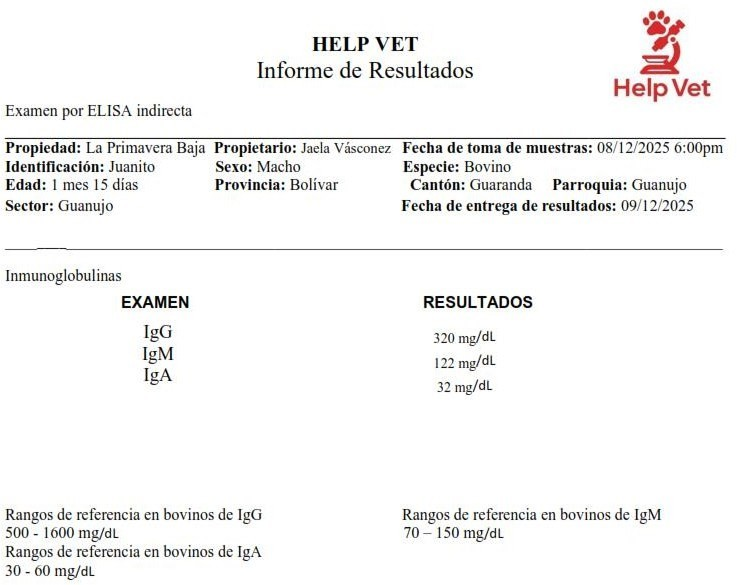 HELP VET
Informe de Resultados
Help Vet
Examen por ELISA indirecta
Propiedad: La Primavera Baja Propietario: Jaela Vásconez Fecha de toma de muestras: 08/12/2025 6:00pm
Identificación: Juanito Sexo: Macho Especie: Bovino
Edad: 1 mes 15 días Provincia: Bolívar Cantón: Guaranda Parroquia: Guanujo
Sector: Guanujo Fecha de entrega de resultados: 09/12/2025
Inmunoglobulinas
EXAMEN RESULTADOS
IgG 320 mg/dL
IgM 122 mg/dL
IgA 32 mg/dL
Rangos de referencia en bovinos de IgG Rangos de referencia en bovinos de IgM
500 - 1600 mg/dL 70 – 150 mg/dL
Rangos de referencia en bovinos de IgA
30 - 60 mg/dL